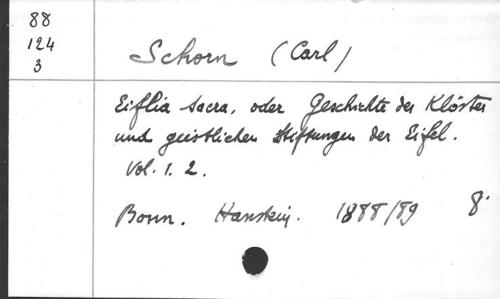 88
124
3
Schorn (Carl)
Eiflia sacra, oder Geschichte der Klöster
und geistlichen Stiftungen der Eifel.
Vol. 1. 2.
Bonn. Hanstein. 1888/89 8°